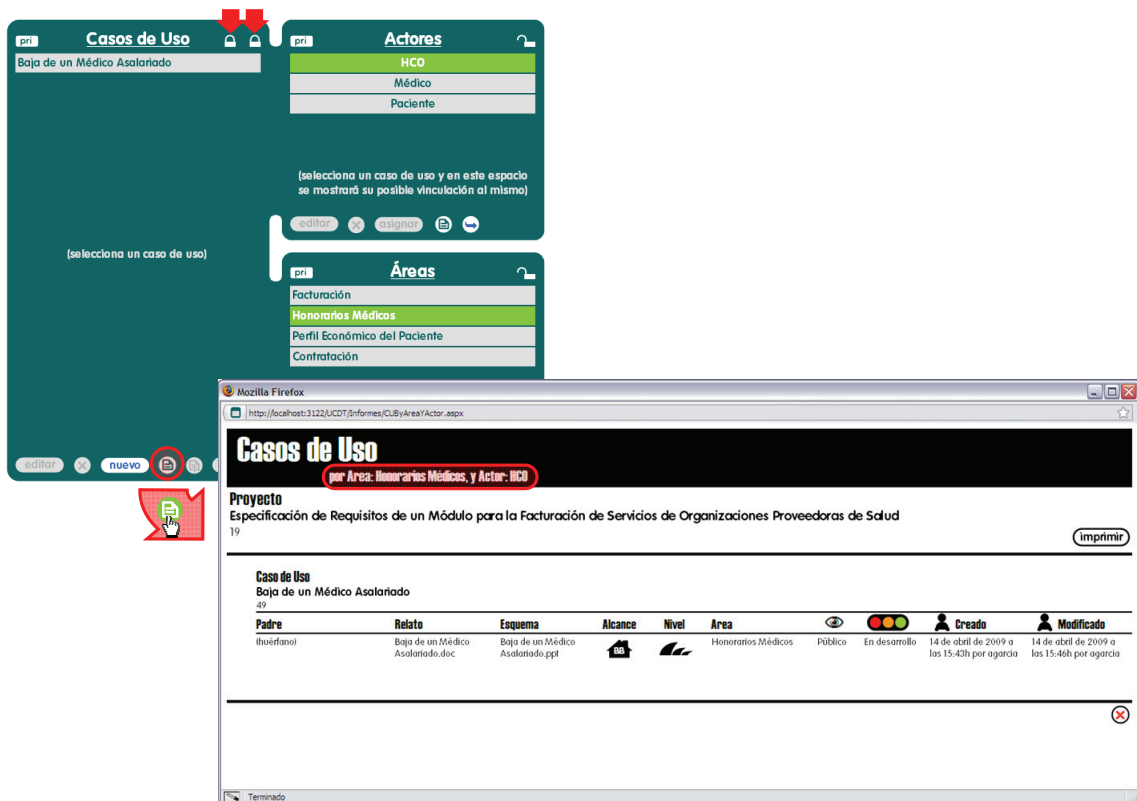 pri
Casos de Uso
Baja de un Médico Asalariado
(selecciona un caso de uso)
editar
nuevo
pri
Actores
HCO
Médico
Paciente
(selecciona un caso de uso y en este espacio
se mostrará su posible vinculación al mismo)
editar
asignar
pri
Áreas
Facturación
Honorarios Médicos
Perfil Económico del Paciente
Contratación
Mozilla Firefox
http://localhost:3122/UCDT/Informes/CUByAreaYActor.aspx
Casos de Uso
por Area: Honorarios Médicos, y Actor: HCO
Proyecto
Especificación de Requisitos de un Módulo para la Facturación de Servicios de Organizaciones Proveedoras de Salud
19
imprimir
Caso de Uso
Baja de un Médico Asalariado
49
Padre Relato Esquema Alcance Nivel Area Creado Modificado
(huérfano) Baja de un Médico Baja de un Médico BB Honorarios Médicos Público En desarrollo 14 de abril de 2009 a 14 de abril de 2009 a
Asalariado.doc Asalariado.ppt las 15:43h por agarcia las 15:46h por agarcia
Terminado